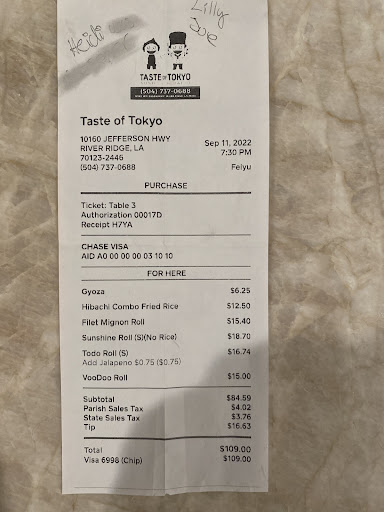 Lilly
Heidi
Sue
TASTE OF TOKYO
(504) 737-0688
Taste of Tokyo
10160 JEFFERSON HWY
RIVER RIDGE, LA
70123-2446
(504) 737-0688
Sep 11, 2022
7:30 PM
Feiyu
PURCHASE
Ticket: Table 3
Authorization 00017D
Receipt H7YA
CHASE VISA
AID A0 00 00 00 03 10 10
FOR HERE
Gyoza $6.25
Hibachi Combo Fried Rice $12.50
Filet Mignon Roll $15.40
Sunshine Roll (S)(No Rice) $18.70
Todo Roll (S) $16.74
Add Jalapeno $0.75 ($0.75)
VooDoo Roll $15.00
Subtotal $84.59
Parish Sales Tax $4.02
State Sales Tax $3.76
Tip $16.63
Total $109.00
Visa 6998 (Chip) $109.00